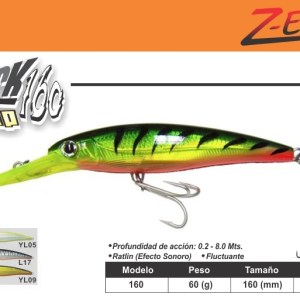 Z-E
CK
160
YL05
L17
YL09
•Profundidad de acción: 0.2 - 8.0 Mts.
•Ratlin (Efecto Sonoro) •Fluctuante
U
Modelo Peso Tamaño
160 60 (g) 160 (mm)